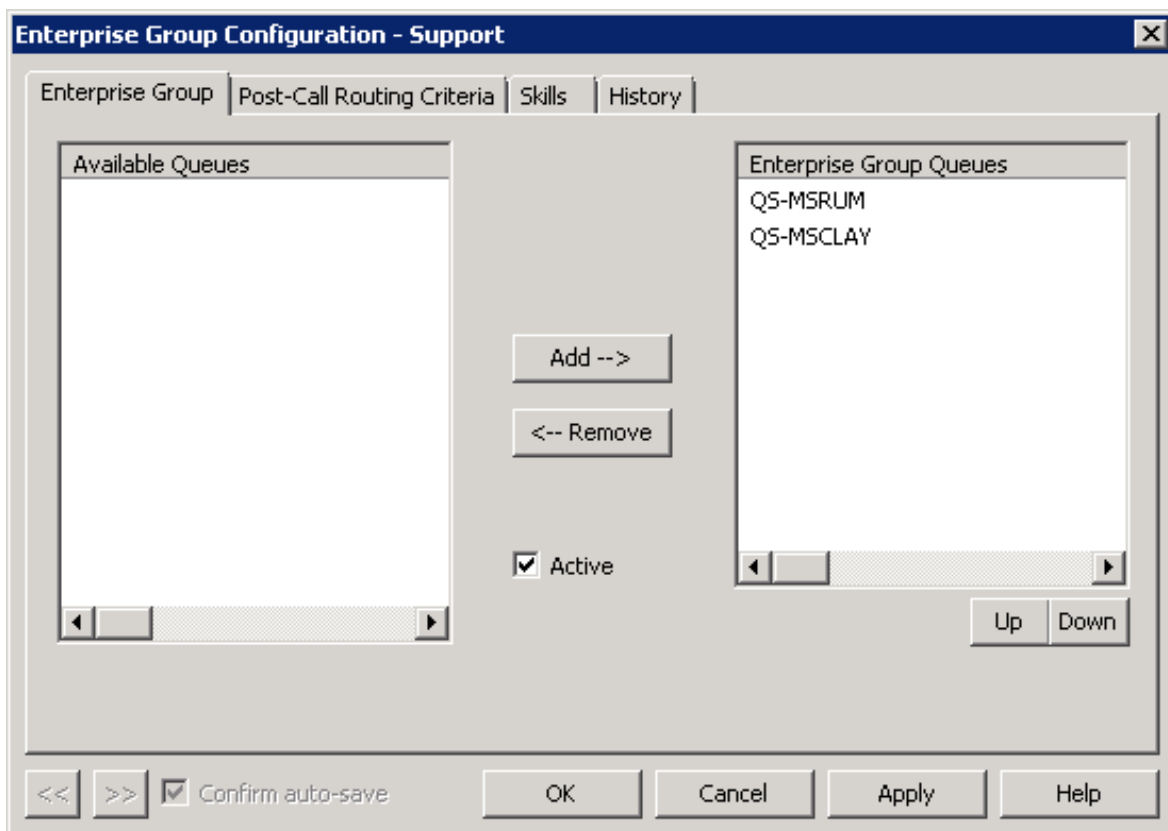 Enterprise Group Configuration - Support
Enterprise Group
Post-Call Routing Criteria
Skills
History
Available Queues
Enterprise Group Queues
QS-MSRUM
QS-MSCLAY
Add -->
<-- Remove
Active
Up
Down
<<
>>
Confirm auto-save
OK
Cancel
Apply
Help